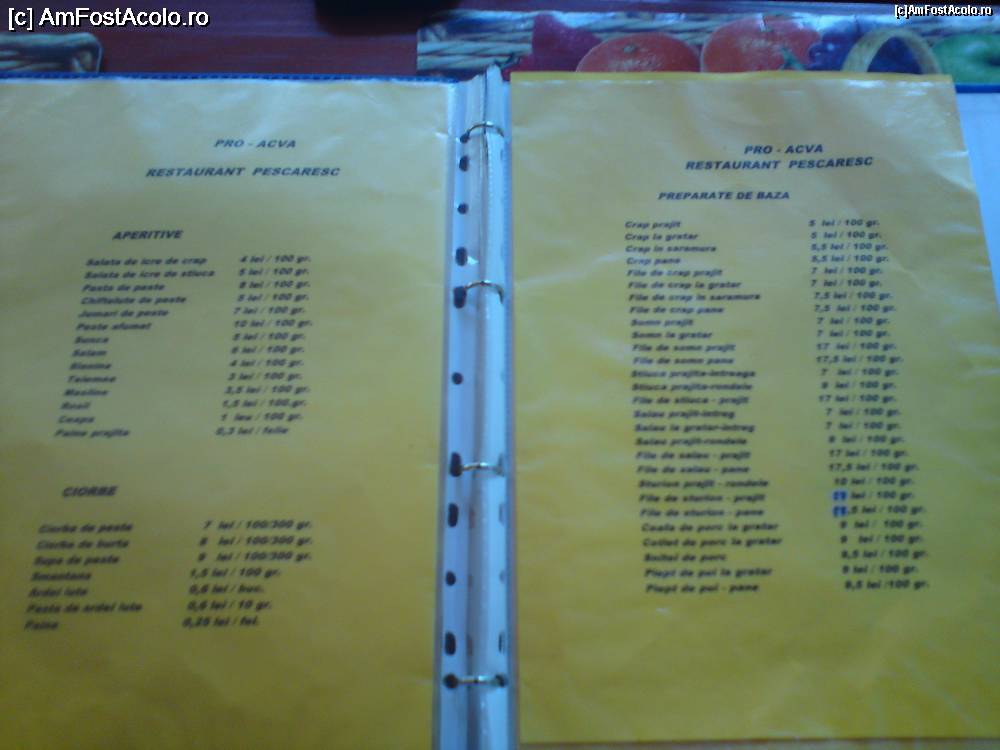 [c] AmFostAcolo.ro
[c]AmFostAcolo.ro
PRO - ACVA
RESTAURANT PESCARESC
APERITIVE
Salata de icre de crap 4 lei / 100 gr.
Salata de icre de stiuca 5 lei / 100 gr.
Pasta de peste 8 lei / 100 gr.
Chiftelute de peste 5 lei / 100 gr.
Jumari de peste 7 lei / 100 gr.
Peste afumat 10 lei / 100 gr.
Sunca 5 lei / 100 gr.
Salam 6 lei / 100 gr.
Slanina 4 lei / 100 gr.
Telemea 3 lei / 100 gr.
Masline 3,5 lei / 100 gr.
Rosii 1,5 lei / 100.gr.
Ceapa 1 leu / 100 gr.
Paine prajita 0,3 lei / felie
CIORBE
Ciorba de peste 7 lei / 100/300 gr.
Ciorba de burta 8 lei / 100/300 gr.
Supa de peste 9 lei / 100/300 gr.
Smantana 1,5 lei / 100 gr.
Ardei iute 0,6 lei / buc.
Pasta de ardei iute 0,6 lei / 10 gr.
Paine 0,25 lei / fel.
PRO - ACVA
RESTAURANT PESCARESC
PREPARATE DE BAZA
Crap prajit 5 lei / 100 gr.
Crap la gratar 5 lei / 100 gr.
Crap in saramura 5,5 lei / 100 gr.
Crap pane 5,5 lei / 100 gr.
File de crap prajit 7 lei / 100 gr.
File de crap la gratar 7 lei / 100 gr.
File de crap in saramura 7,5 lei / 100 gr.
File de crap pane 7,5 lei / 100 gr.
Somn prajit 7 lei / 100 gr.
Somn la gratar 7 lei / 100 gr.
File de somn prajit 17 lei / 100 gr.
File de somn pane 17,5 lei / 100 gr.
Stiuca prajita-intreaga 7 lei / 100 gr.
Stiuca prajita-rondele 9 lei / 100 gr.
File de stiuca - prajit 17 lei / 100 gr.
Salau prajit-intreg 7 lei / 100 gr.
Salau la gratar-intreg 7 lei / 100 gr.
Salau prajit-rondele 9 lei / 100 gr.
File de salau - prajit 17 lei / 100 gr.
File de salau - pane 17,5 lei / 100 gr.
Sturion prajit - rondele 10 lei / 100 gr.
File de sturion - prajit lei / 100 gr.
File de sturion - pane ,5 lei / 100 gr.
Ceafa de porc la gratar 9 lei / 100 gr.
Cotlet de porc la gratar 9 lei / 100 gr.
Snitel de porc 9,5 lei / 100 gr.
Piept de pui la gratar 9 lei / 100 gr.
Piept de pui - pane 9,5 lei /100 gr.